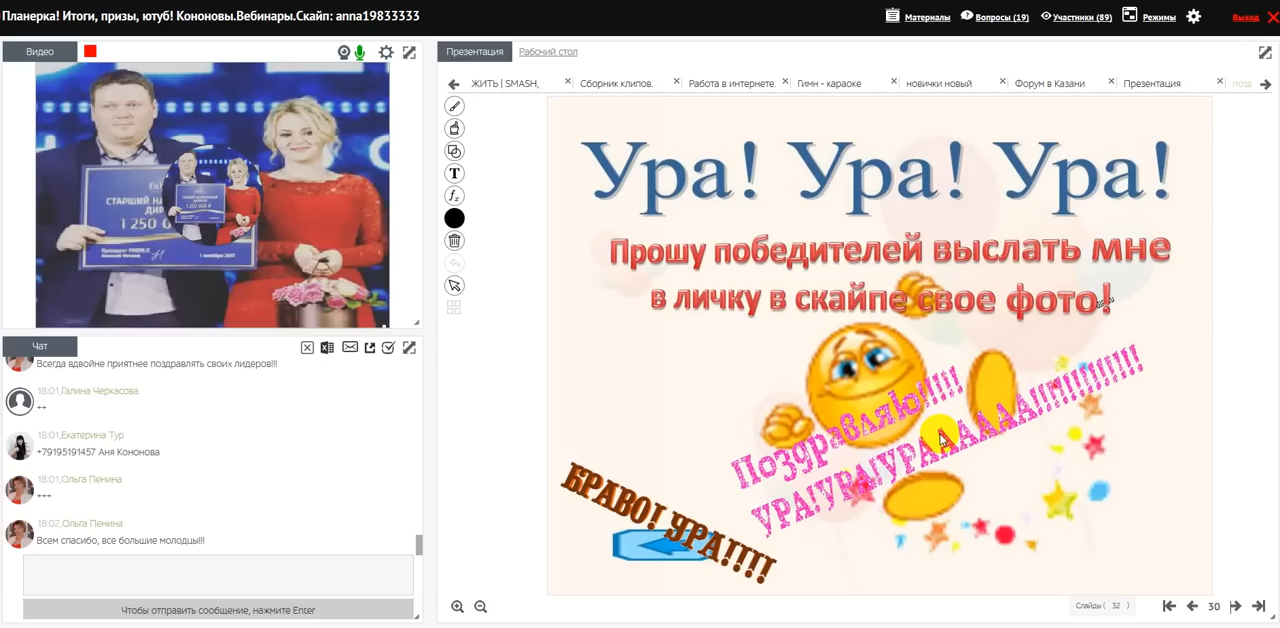 Планерка! Итоги, призы, ютуб! Кононовы.Вебинары.Скайп: anna19833333
Материалы
Вопросы (19)
Участники (89)
Режимы
Выход
Видео
Презентация
Рабочий стол
ЖИТЬ | SMASH,
Сборник клипов.
Работа в интернете.
Гимн - караоке
новички новый
Форум в Казани
Презентация
СТАРШИЙ НА
ДИР
1 250 0
Ура! Ура! Ура!
Прошу победителей выслать мне
в личку в скайпе свое фото!
Поздравляю!!!!!
УРА!УРА!УРААААА!!!!!!!!!!!
БРАВО! УРА!!!!
Чат
Всегда вдвойне приятнее поздравлять своих лидеров!!!
18:01,Галина Черкасова
++
18:01,Екатерина Тур
+79195191457 Аня Кононова
18:01,Ольга Пенина
+++
18:02,Ольга Пенина
Всем спасибо, все большие молодцы!!!
Чтобы отправить сообщение, нажмите Enter
Слайды ( 32 )
30